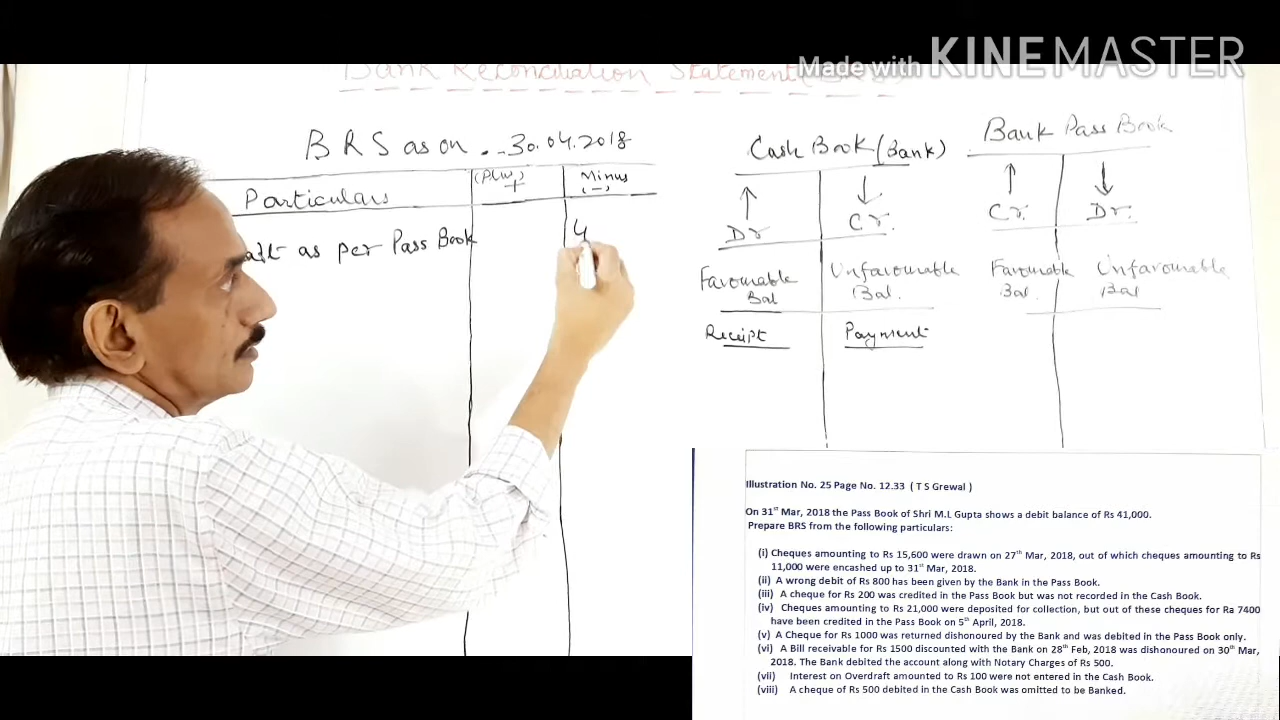 Made with KINEMASTER
Bank Reconciliation Statement
BRS as on . 30.04.2018
Particulars
(Plus)
+
Minus
(-)
as per Pass Book
4
Cash Book (Bank)
Dr
Cr.
Favourable
Bal
Unfavourable
Bal.
Receipt
Payment
Bank Pass Book
Cr.
Dr.
Favourable
Bal.
Unfavourable
Bal
Illustration No. 25 Page No. 12.33 ( T S Grewal )
On 31st Mar, 2018 the Pass Book of Shri M.L Gupta shows a debit balance of Rs 41,000.
Prepare BRS from the following particulars:
(i) Cheques amounting to Rs 15,600 were drawn on 27th Mar, 2018, out of which cheques amounting to Rs
11,000 were encashed up to 31st Mar, 2018.
(ii) A wrong debit of Rs 800 has been given by the Bank in the Pass Book.
(iii) A cheque for Rs 200 was credited in the Pass Book but was not recorded in the Cash Book.
(iv) Cheques amounting to Rs 21,000 were deposited for collection, but out of these cheques for Ra 7400
have been credited in the Pass Book on 5th April, 2018.
(v) A Cheque for Rs 1000 was returned dishonoured by the Bank and was debited in the Pass Book only.
(vi) A Bill receivable for Rs 1500 discounted with the Bank on 28th Feb, 2018 was dishonoured on 30th Mar,
2018. The Bank debited the account along with Notary Charges of Rs 500.
(vii) Interest on Overdraft amounted to Rs 100 were not entered in the Cash Book.
(viii) A cheque of Rs 500 debited in the Cash Book was omitted to be Banked.